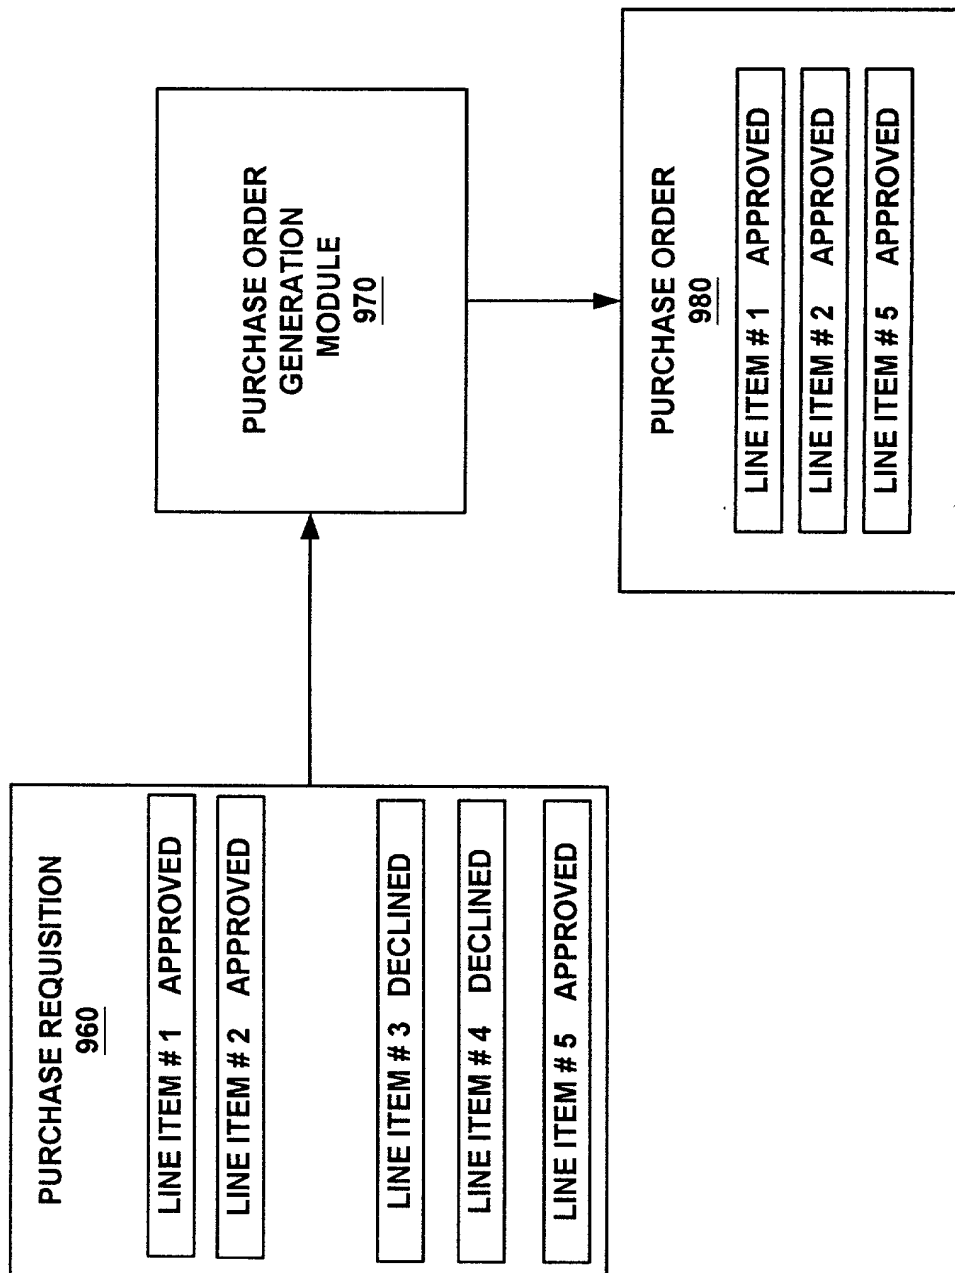 PURCHASE REQUISITION
960
LINE ITEM # 1 APPROVED
LINE ITEM # 2 APPROVED
LINE ITEM # 3 DECLINED
LINE ITEM # 4 DECLINED
LINE ITEM # 5 APPROVED
PURCHASE ORDER
GENERATION
MODULE
970
PURCHASE ORDER
980
LINE ITEM # 1 APPROVED
LINE ITEM # 2 APPROVED
LINE ITEM # 5 APPROVED